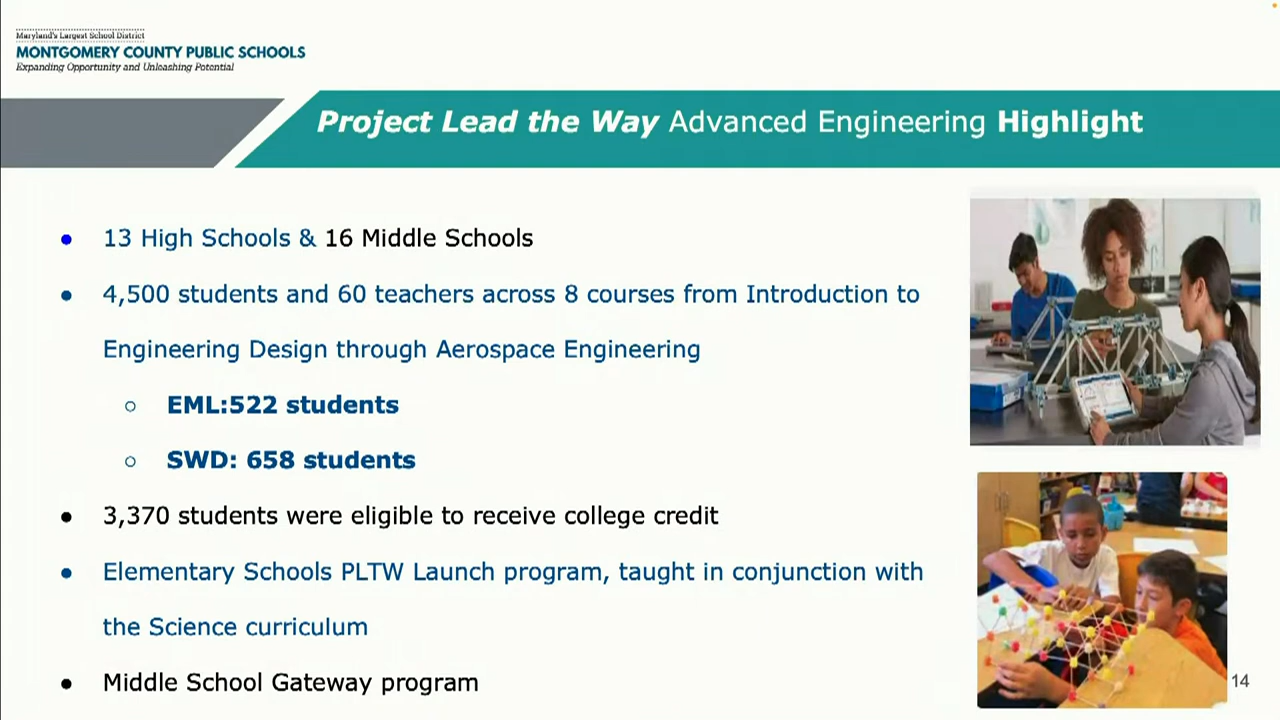 Maryland's Largest School District
MONTGOMERY COUNTY PUBLIC SCHOOLS
Expanding Opportunity and Unleashing Potential
Project Lead the Way Advanced Engineering Highlight
● 13 High Schools & 16 Middle Schools
● 4,500 students and 60 teachers across 8 courses from Introduction to
Engineering Design through Aerospace Engineering
○ EML:522 students
○ SWD: 658 students
● 3,370 students were eligible to receive college credit
● Elementary Schools PLTW Launch program, taught in conjunction with
the Science curriculum
● Middle School Gateway program
14